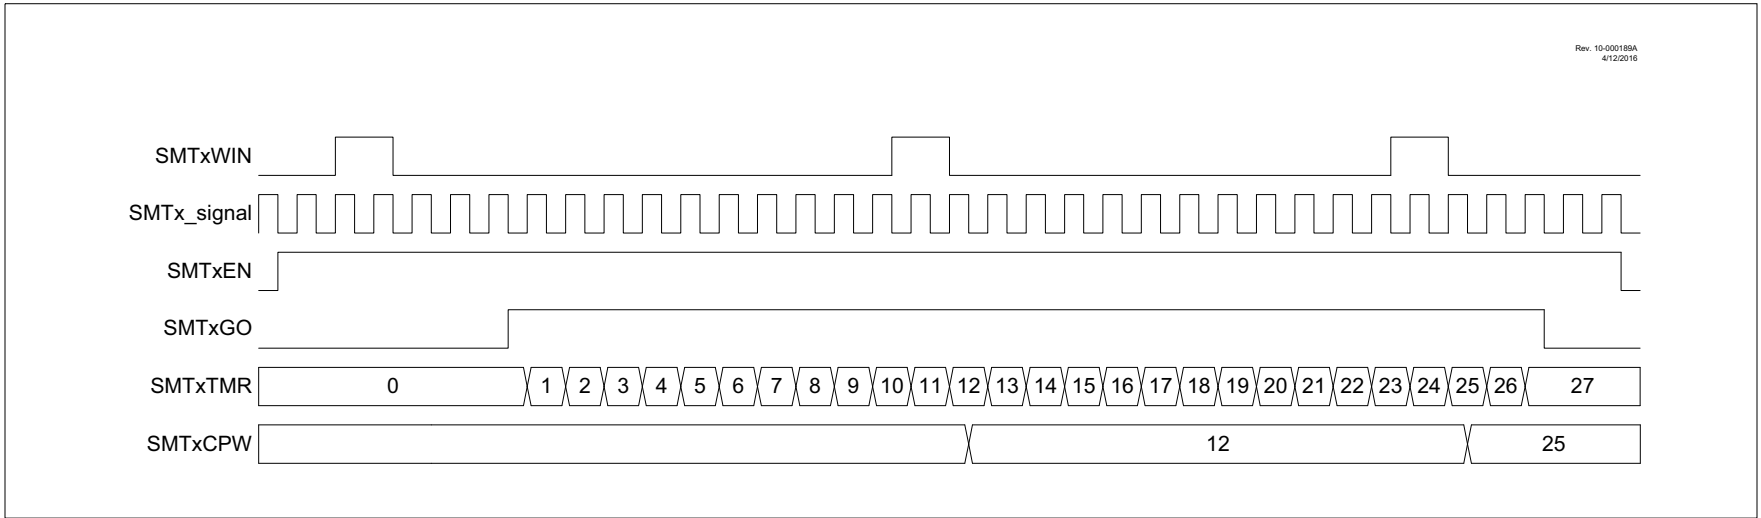 Rev. 10-000189A
4/12/2016
SMTxWIN
SMTx_signal
SMTxEN
SMTxGO
SMTxTMR 0 1 2 3 4 5 6 7 8 9 10 11 12 13 14 15 16 17 18 19 20 21 22 23 24 25 26 27
SMTxCPW 12 25